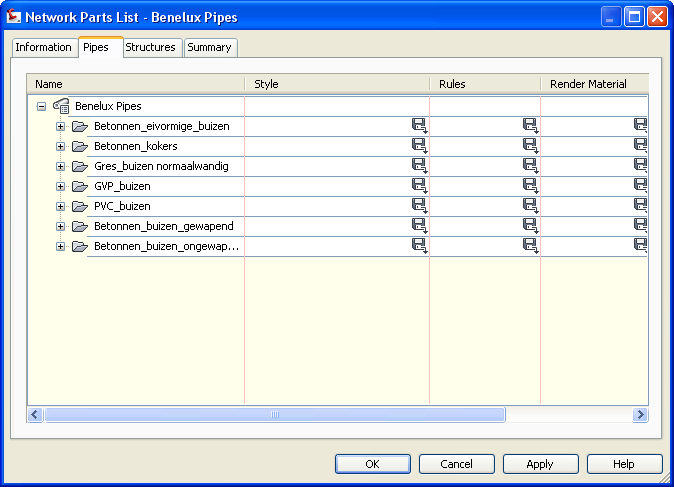 Network Parts List - Benelux Pipes
Information Pipes Structures Summary
Name Style Rules Render Material
Benelux Pipes
Betonnen_eivormige_buizen
Betonnen_kokers
Gres_buizen normaalwandig
GVP_buizen
PVC_buizen
Betonnen_buizen_gewapend
Betonnen_buizen_ongewap...
OK Cancel Apply Help